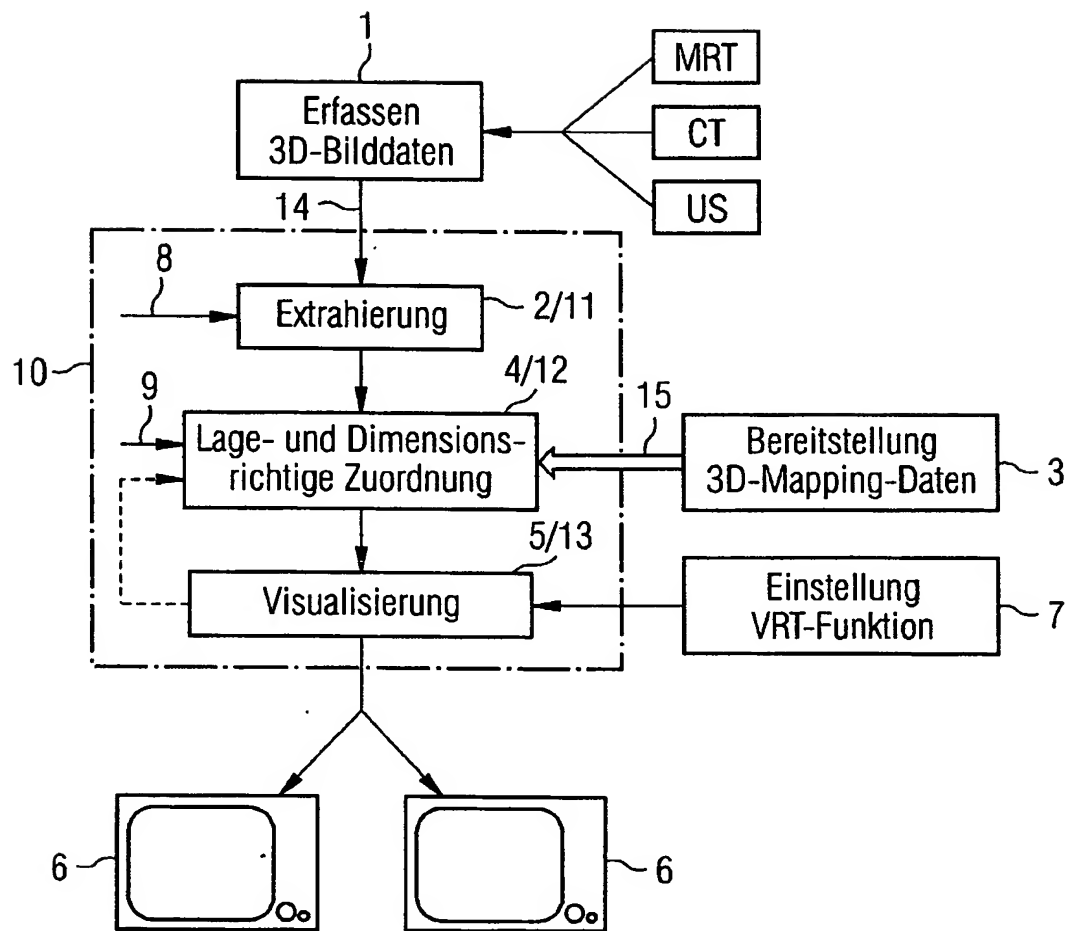 1
MRT
Erfassen
3D-Bilddaten
CT
US
14
8
Extrahierung
2/11
10
9
4/12
15
Lage- und Dimensions-
richtige Zuordnung
Bereitstellung
3D-Mapping-Daten
3
5/13
Visualisierung
Einstellung
VRT-Funktion
7
6
6